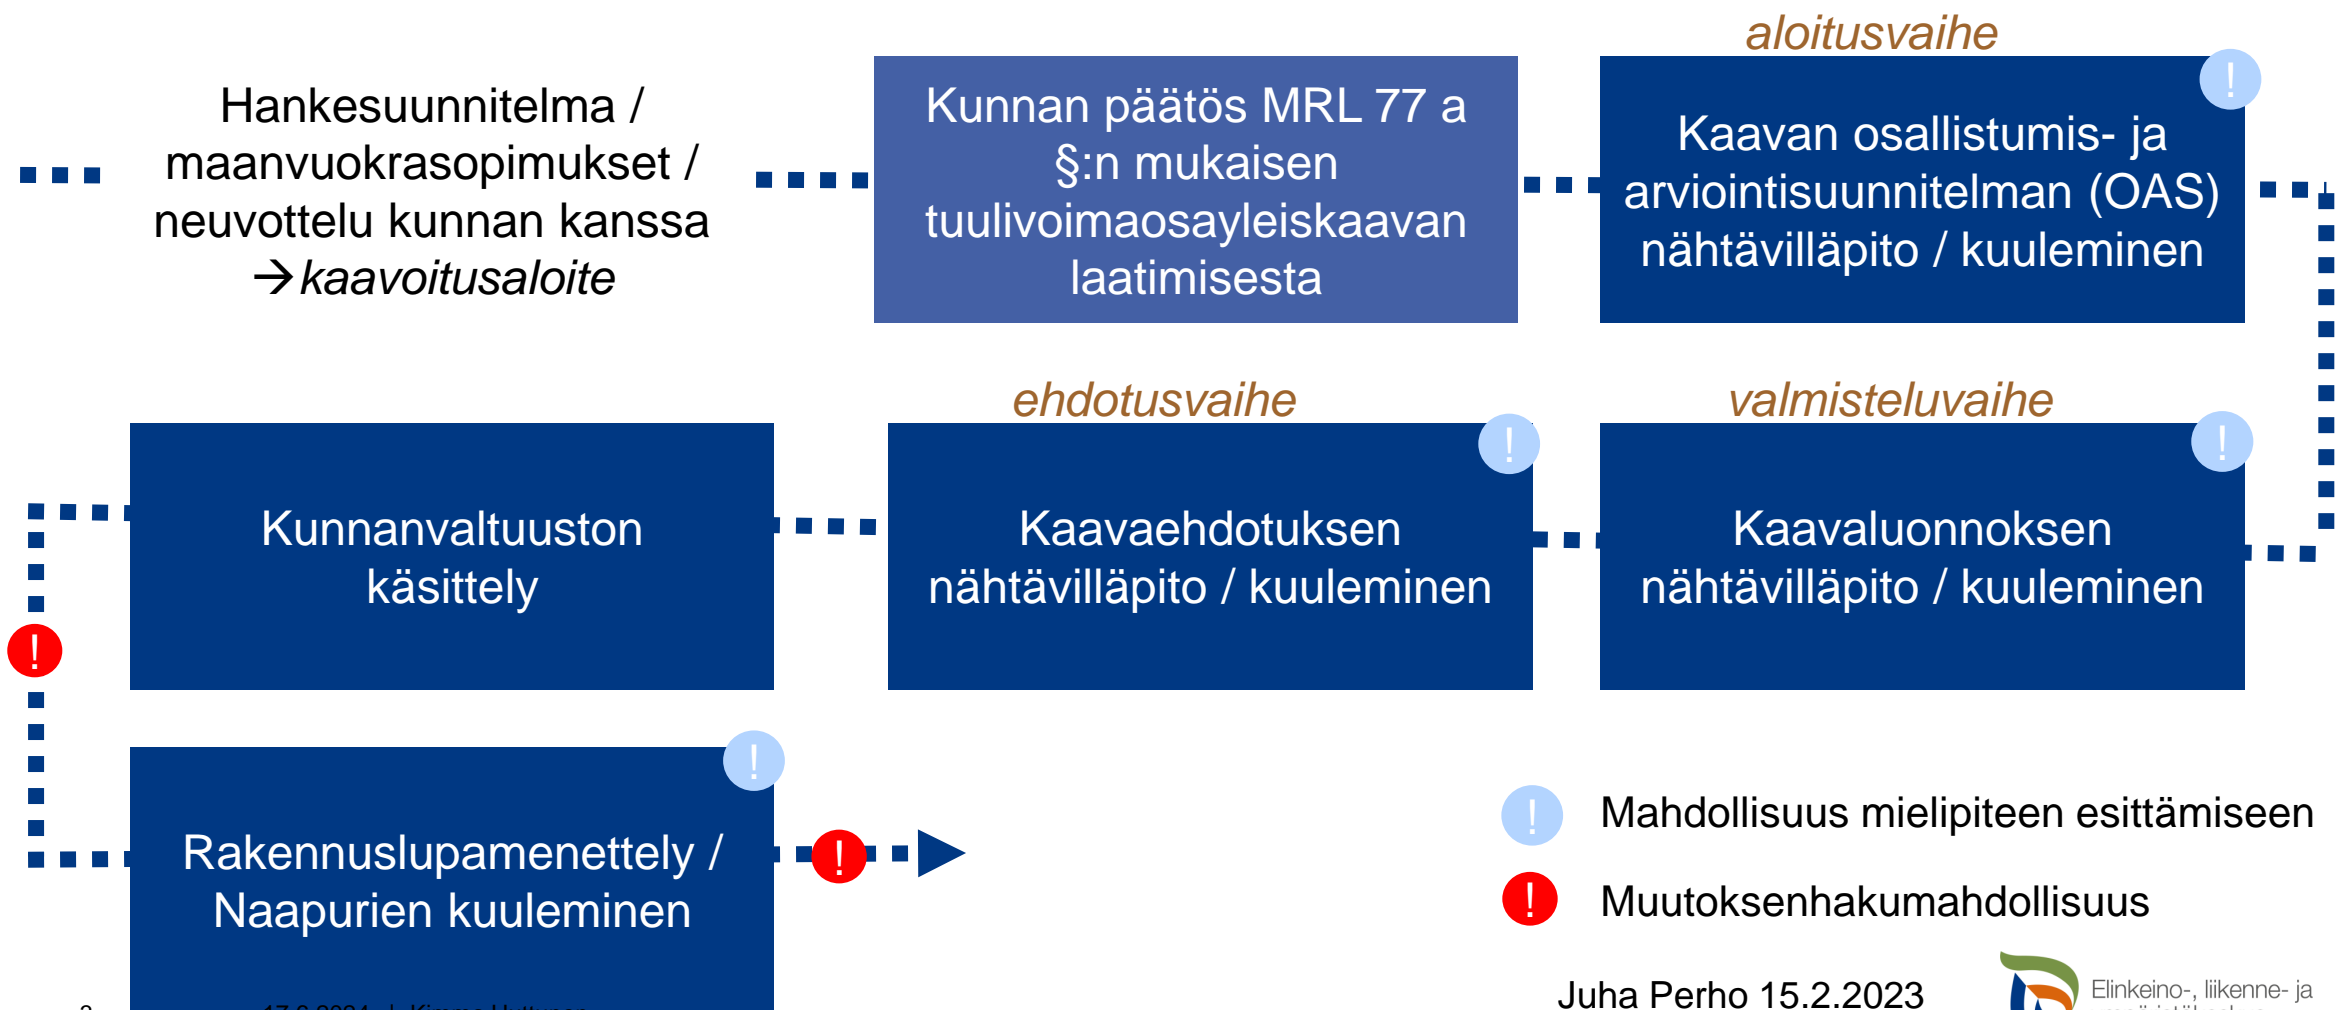 aloitusvaihe
!
Hankesuunnitelma /
maanvuokrasopimukset /
neuvottelu kunnan kanssa
→kaavoitusaloite
Kunnan päätös MRL 77 a
§:n mukaisen
tuulivoimaosayleiskaavan
laatimisesta
Kaavan osallistumis- ja
arviointisuunnitelman (OAS)
nähtävilläpito / kuuleminen
ehdotusvaihe
valmisteluvaihe
!
!
Kunnanvaltuuston
käsittely
Kaavaehdotuksen
nähtävilläpito / kuuleminen
Kaavaluonnoksen
nähtävilläpito / kuuleminen
!
!
Rakennuslupamenettely /
Naapurien kuuleminen
!
! Mahdollisuus mielipiteen esittämiseen
! Muutoksenhakumahdollisuus
Juha Perho 15.2.2023
Elinkeino-, liikenne- ja